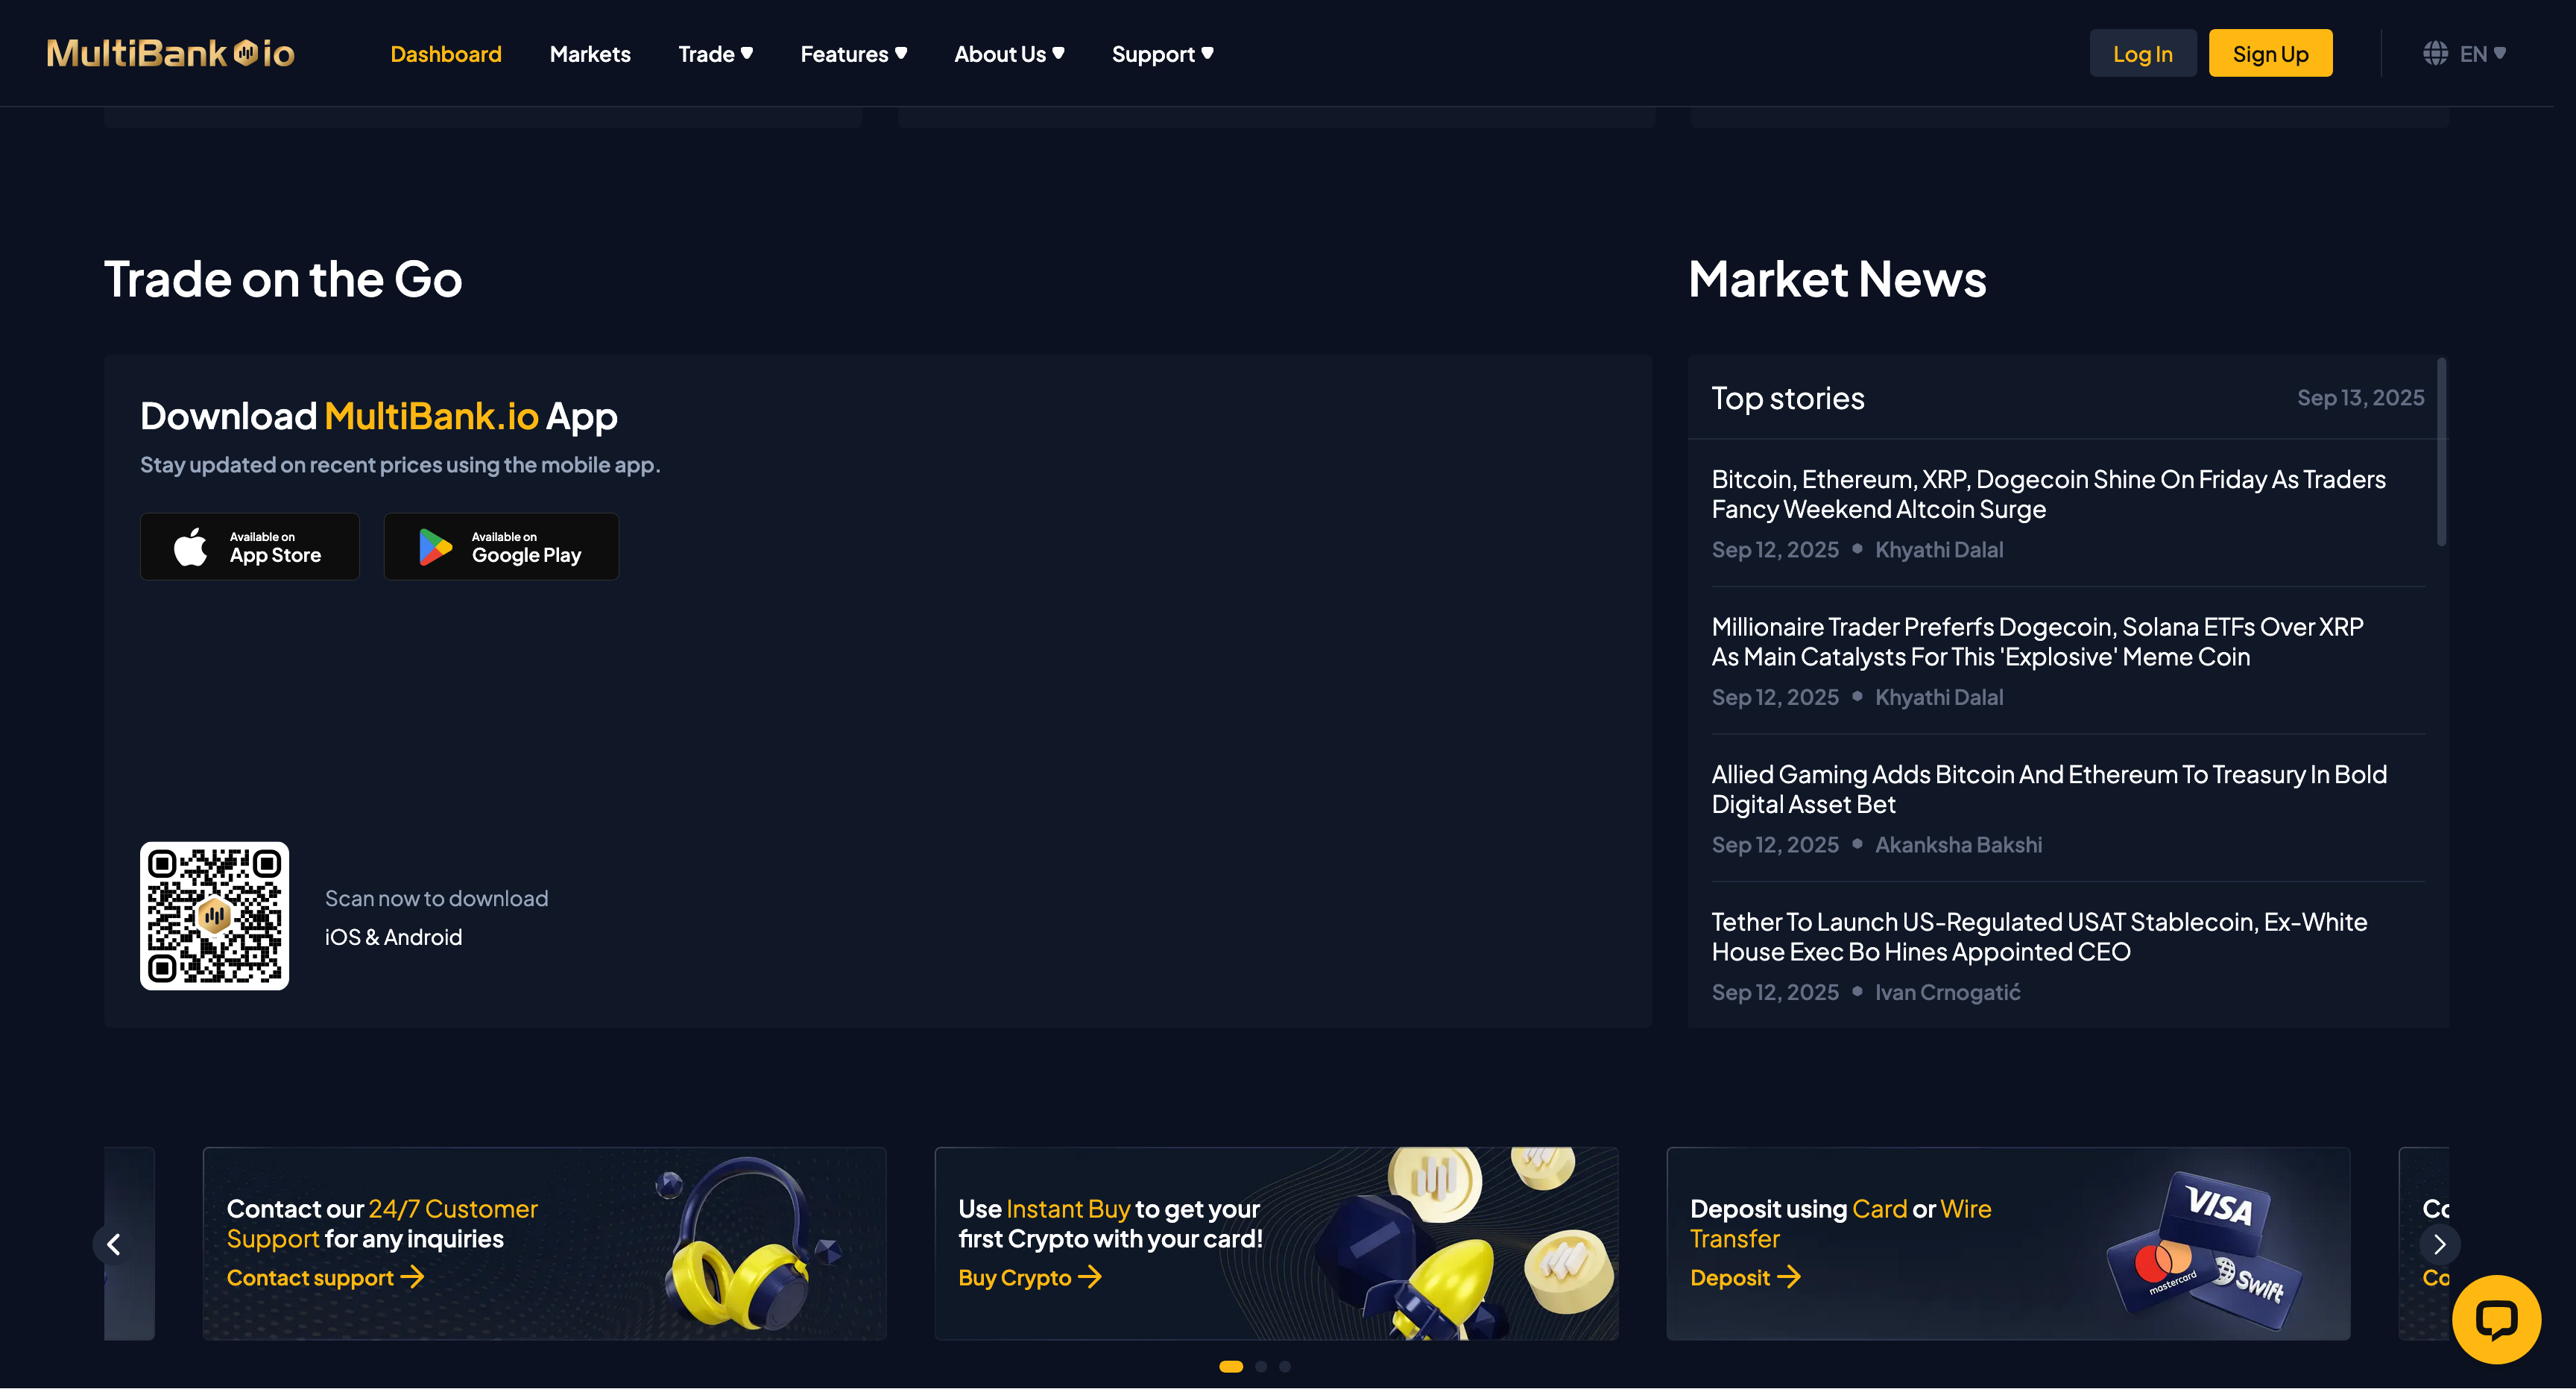 MultiBank io
Dashboard
Markets
Trade
Features
About Us
Support
Log In
Sign Up
EN
Trade on the Go
Download MultiBank.io App
Stay updated on recent prices using the mobile app.
Available on
App Store
Available on
Google Play
Scan now to download
iOS & Android
Market News
Top stories
Sep 13, 2025
Bitcoin, Ethereum, XRP, Dogecoin Shine On Friday As Traders
Fancy Weekend Altcoin Surge
Sep 12, 2025 • Khyathi Dalal
Millionaire Trader Preferfs Dogecoin, Solana ETFs Over XRP
As Main Catalysts For This 'Explosive' Meme Coin
Sep 12, 2025 • Khyathi Dalal
Allied Gaming Adds Bitcoin And Ethereum To Treasury In Bold
Digital Asset Bet
Sep 12, 2025 • Akanksha Bakshi
Tether To Launch US-Regulated USAT Stablecoin, Ex-White
House Exec Bo Hines Appointed CEO
Sep 12, 2025 • Ivan Crnogatić
Contact our 24/7 Customer
Support for any inquiries
Contact support
Use Instant Buy to get your
first Crypto with your card!
Buy Crypto
Deposit using Card or Wire
Transfer
Deposit
VISA
mastercard
Swift
Co
Co